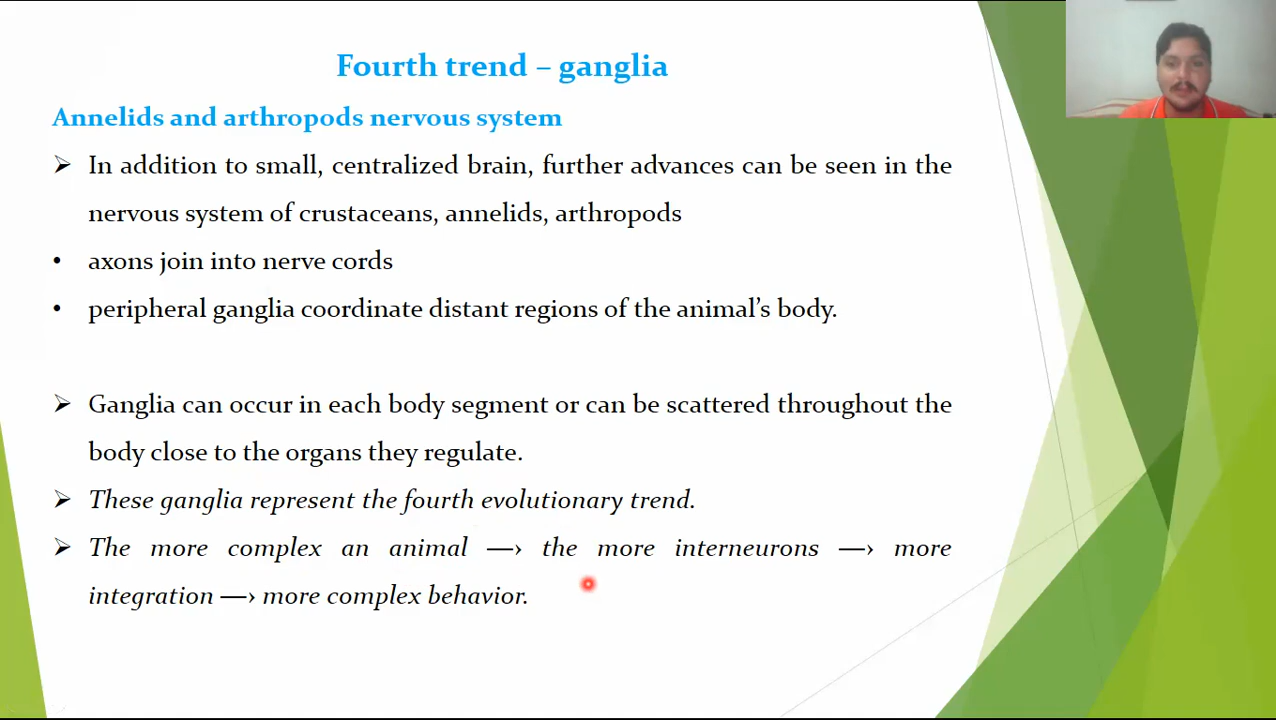 Fourth trend – ganglia
Annelids and arthropods nervous system
➢ In addition to small, centralized brain, further advances can be seen in the
nervous system of crustaceans, annelids, arthropods
• axons join into nerve cords
• peripheral ganglia coordinate distant regions of the animal’s body.
➢ Ganglia can occur in each body segment or can be scattered throughout the
body close to the organs they regulate.
➢ These ganglia represent the fourth evolutionary trend.
➢ The more complex an animal —› the more interneurons —› more
integration —› more complex behavior.